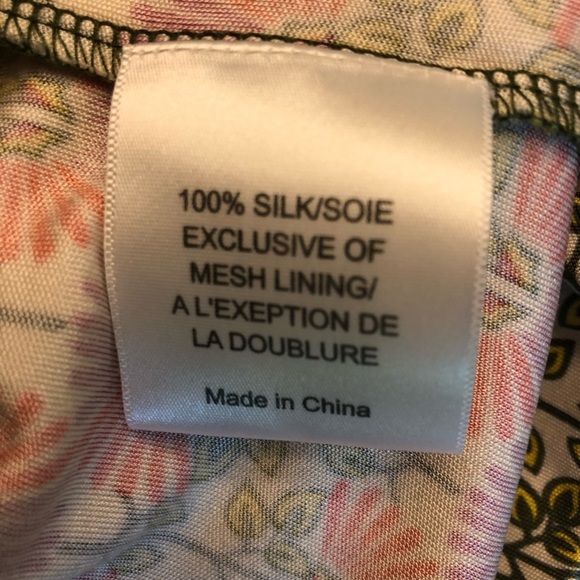 100% SILK/SOIE
EXCLUSIVE OF
MESH LINING/
A L'EXEPTION DE
LA DOUBLURE
Made in China